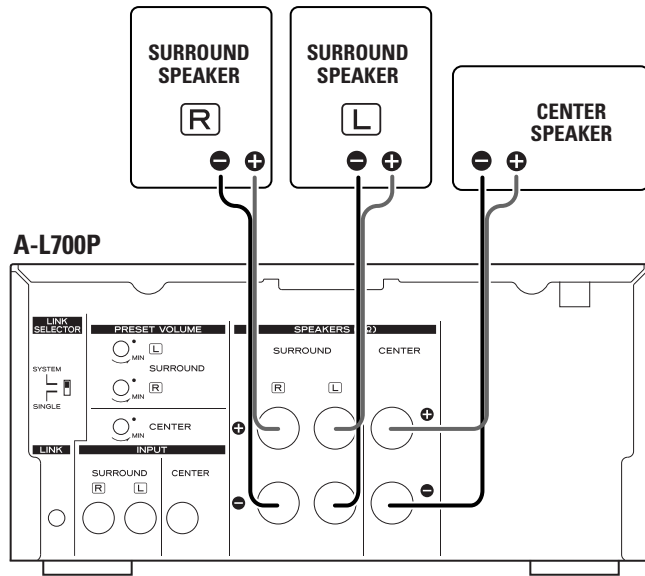 SURROUND
SPEAKER
R
SURROUND
SPEAKER
L
CENTER
SPEAKER
A-L700P
LINK
SELECTOR
PRESET VOLUME
MIN
L
SURROUND
MIN
R
MIN
CENTER
SYSTEM
SINGLE
LINK
INPUT
SURROUND
R
L
CENTER
SURROUND
CENTER
R
L